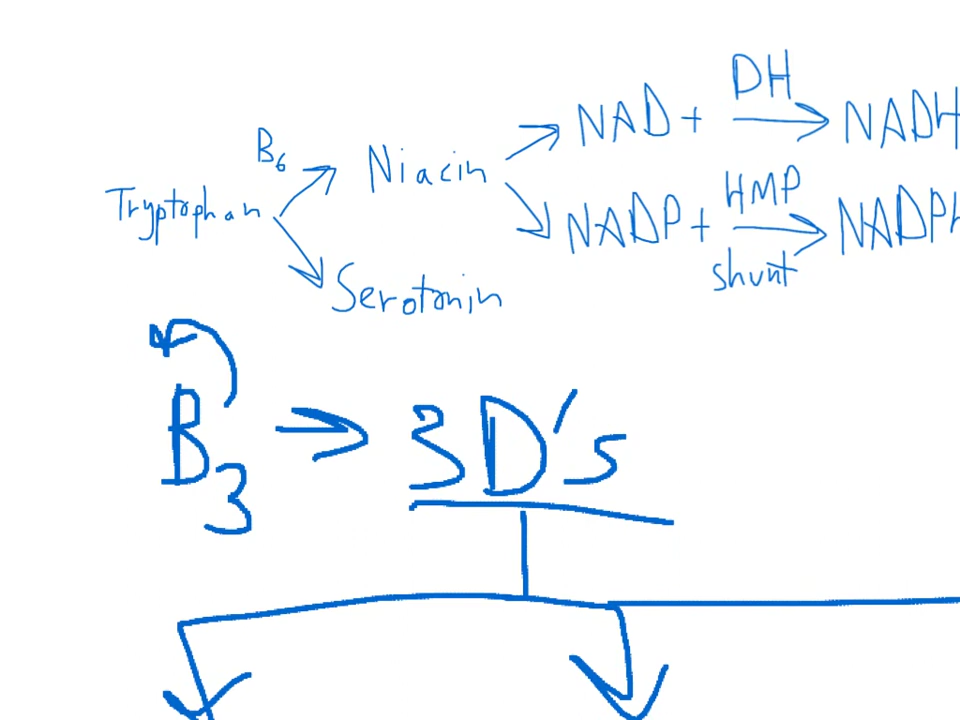 Tryptophan
B6
Niacin
Serotonin
NAD+ DH NADH
NADP+ HMP shunt NADPH
B3 → 3D's